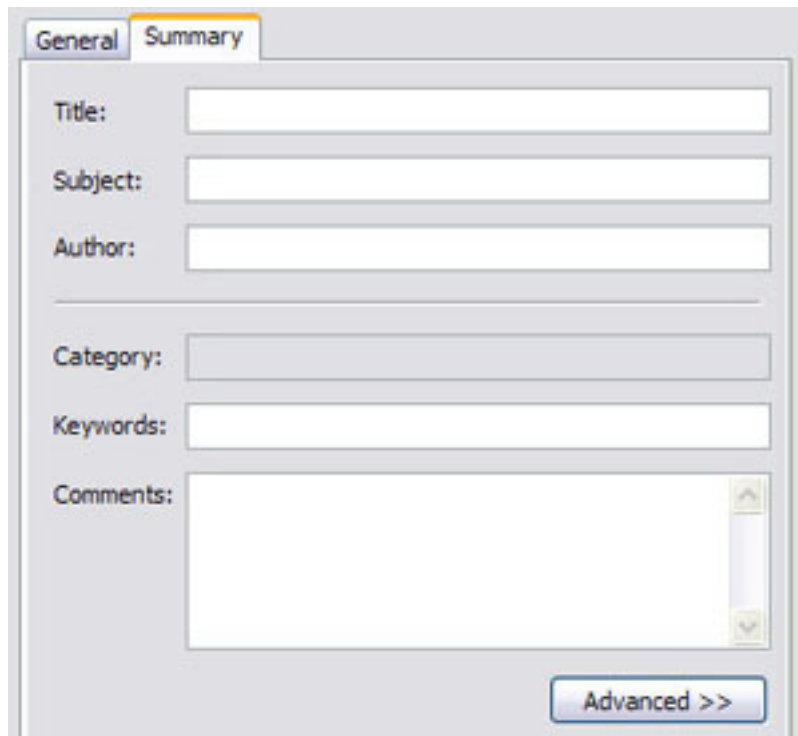 General Summary
Title:
Subject:
Author:
Category:
Keywords:
Comments:
Advanced >>